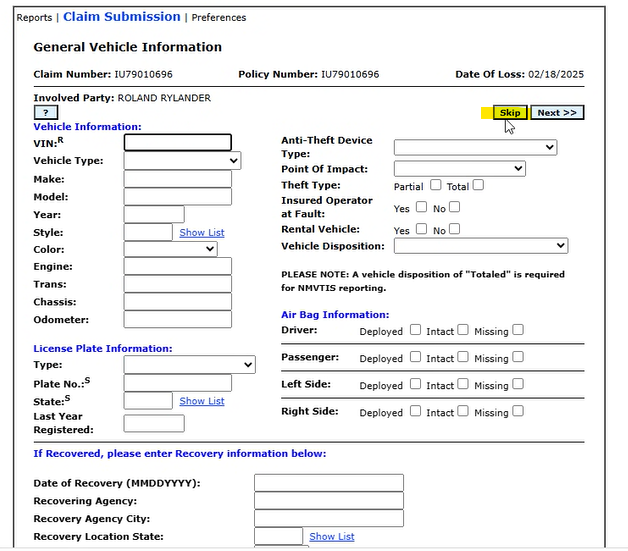 Reports | Claim Submission | Preferences
General Vehicle Information
Claim Number: IU79010696 Policy Number: IU79010696 Date Of Loss: 02/18/2025
Involved Party: ROLAND RYLANDER
? Skip Next >>
Vehicle Information:
VIN:R
Vehicle Type:
Make:
Model:
Year:
Style: Show List
Color:
Engine:
Trans:
Chassis:
Odometer:
Anti-Theft Device
Type:
Point Of Impact:
Theft Type: Partial Total
Insured Operator
at Fault: Yes No
Rental Vehicle: Yes No
Vehicle Disposition:
PLEASE NOTE: A vehicle disposition of "Totaled" is required
for NMVTIS reporting.
License Plate Information:
Type:
Plate No.:S
State:S Show List
Last Year
Registered:
Air Bag Information:
Driver: Deployed Intact Missing
Passenger: Deployed Intact Missing
Left Side: Deployed Intact Missing
Right Side: Deployed Intact Missing
If Recovered, please enter Recovery information below:
Date of Recovery (MMDDYYYY):
Recovering Agency:
Recovery Agency City:
Recovery Location State: Show List